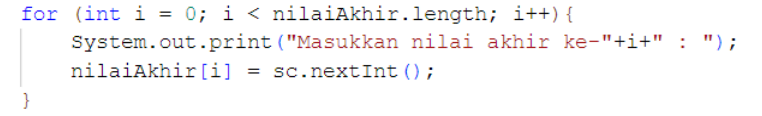 for (int i = 0; i < nilaiAkhir.length; i++){
    System.out.print("Masukkan nilai akhir ke-"+i+" : ");
    nilaiAkhir[i] = sc.nextInt();
}